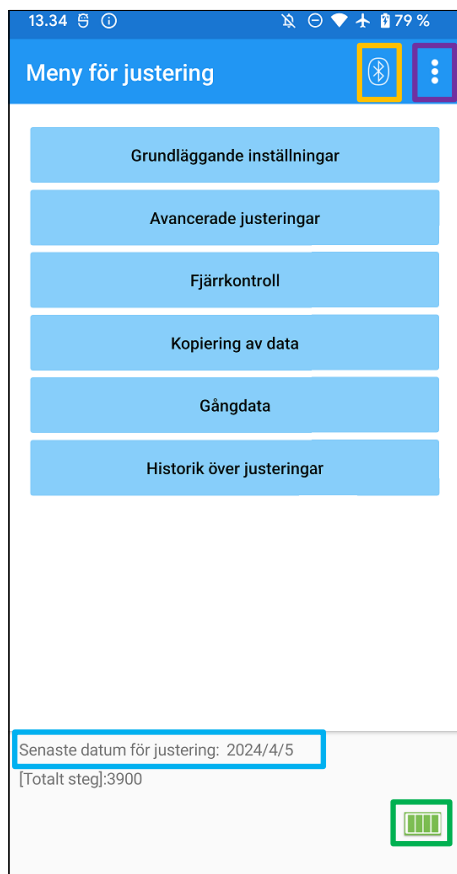 13.34 79 %
Meny för justering
Grundläggande inställningar
Avancerade justeringar
Fjärrkontroll
Kopiering av data
Gångdata
Historik över justeringar
Senaste datum för justering: 2024/4/5
[Totalt steg]:3900